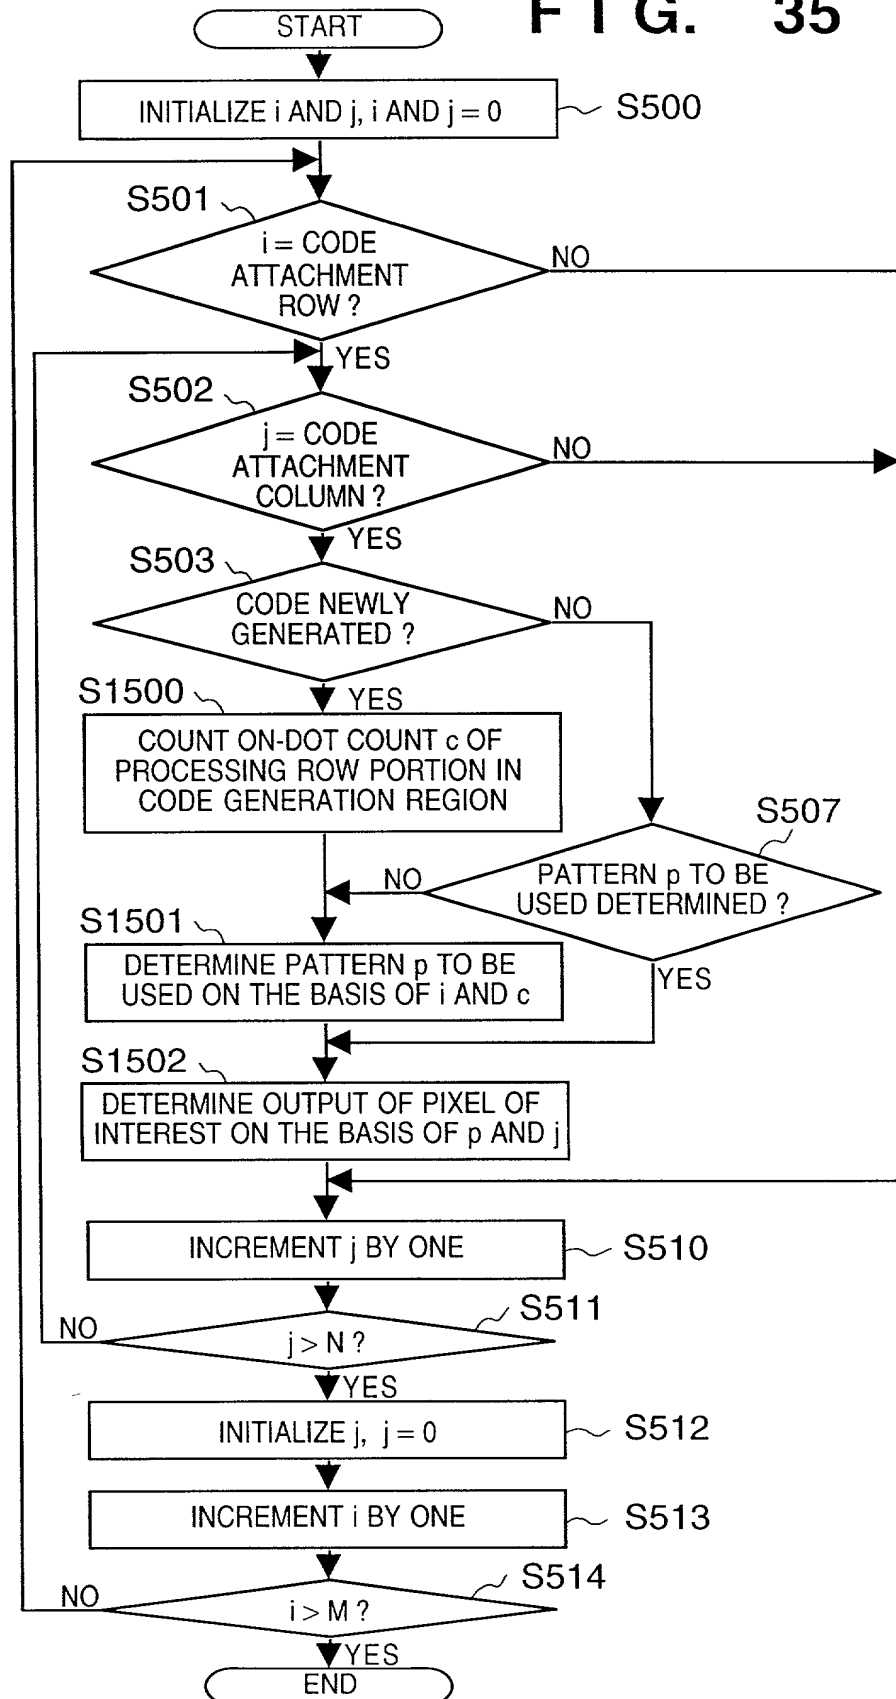 FIG. 35
START
INITIALIZE i AND j, i AND j = 0
S500
S501
i = CODE
ATTACHMENT
ROW ?
NO
YES
S502
j = CODE
ATTACHMENT
COLUMN ?
NO
YES
S503
CODE NEWLY
GENERATED ?
NO
YES
S1500
COUNT ON-DOT COUNT c OF
PROCESSING ROW PORTION IN
CODE GENERATION REGION
S507
PATTERN p TO BE
USED DETERMINED ?
NO
YES
S1501
DETERMINE PATTERN p TO BE
USED ON THE BASIS OF i AND c
S1502
DETERMINE OUTPUT OF PIXEL OF
INTEREST ON THE BASIS OF p AND j
INCREMENT j BY ONE
S510
S511
j > N ?
NO
YES
INITIALIZE j, j = 0
S512
INCREMENT i BY ONE
S513
S514
i > M ?
NO
YES
END